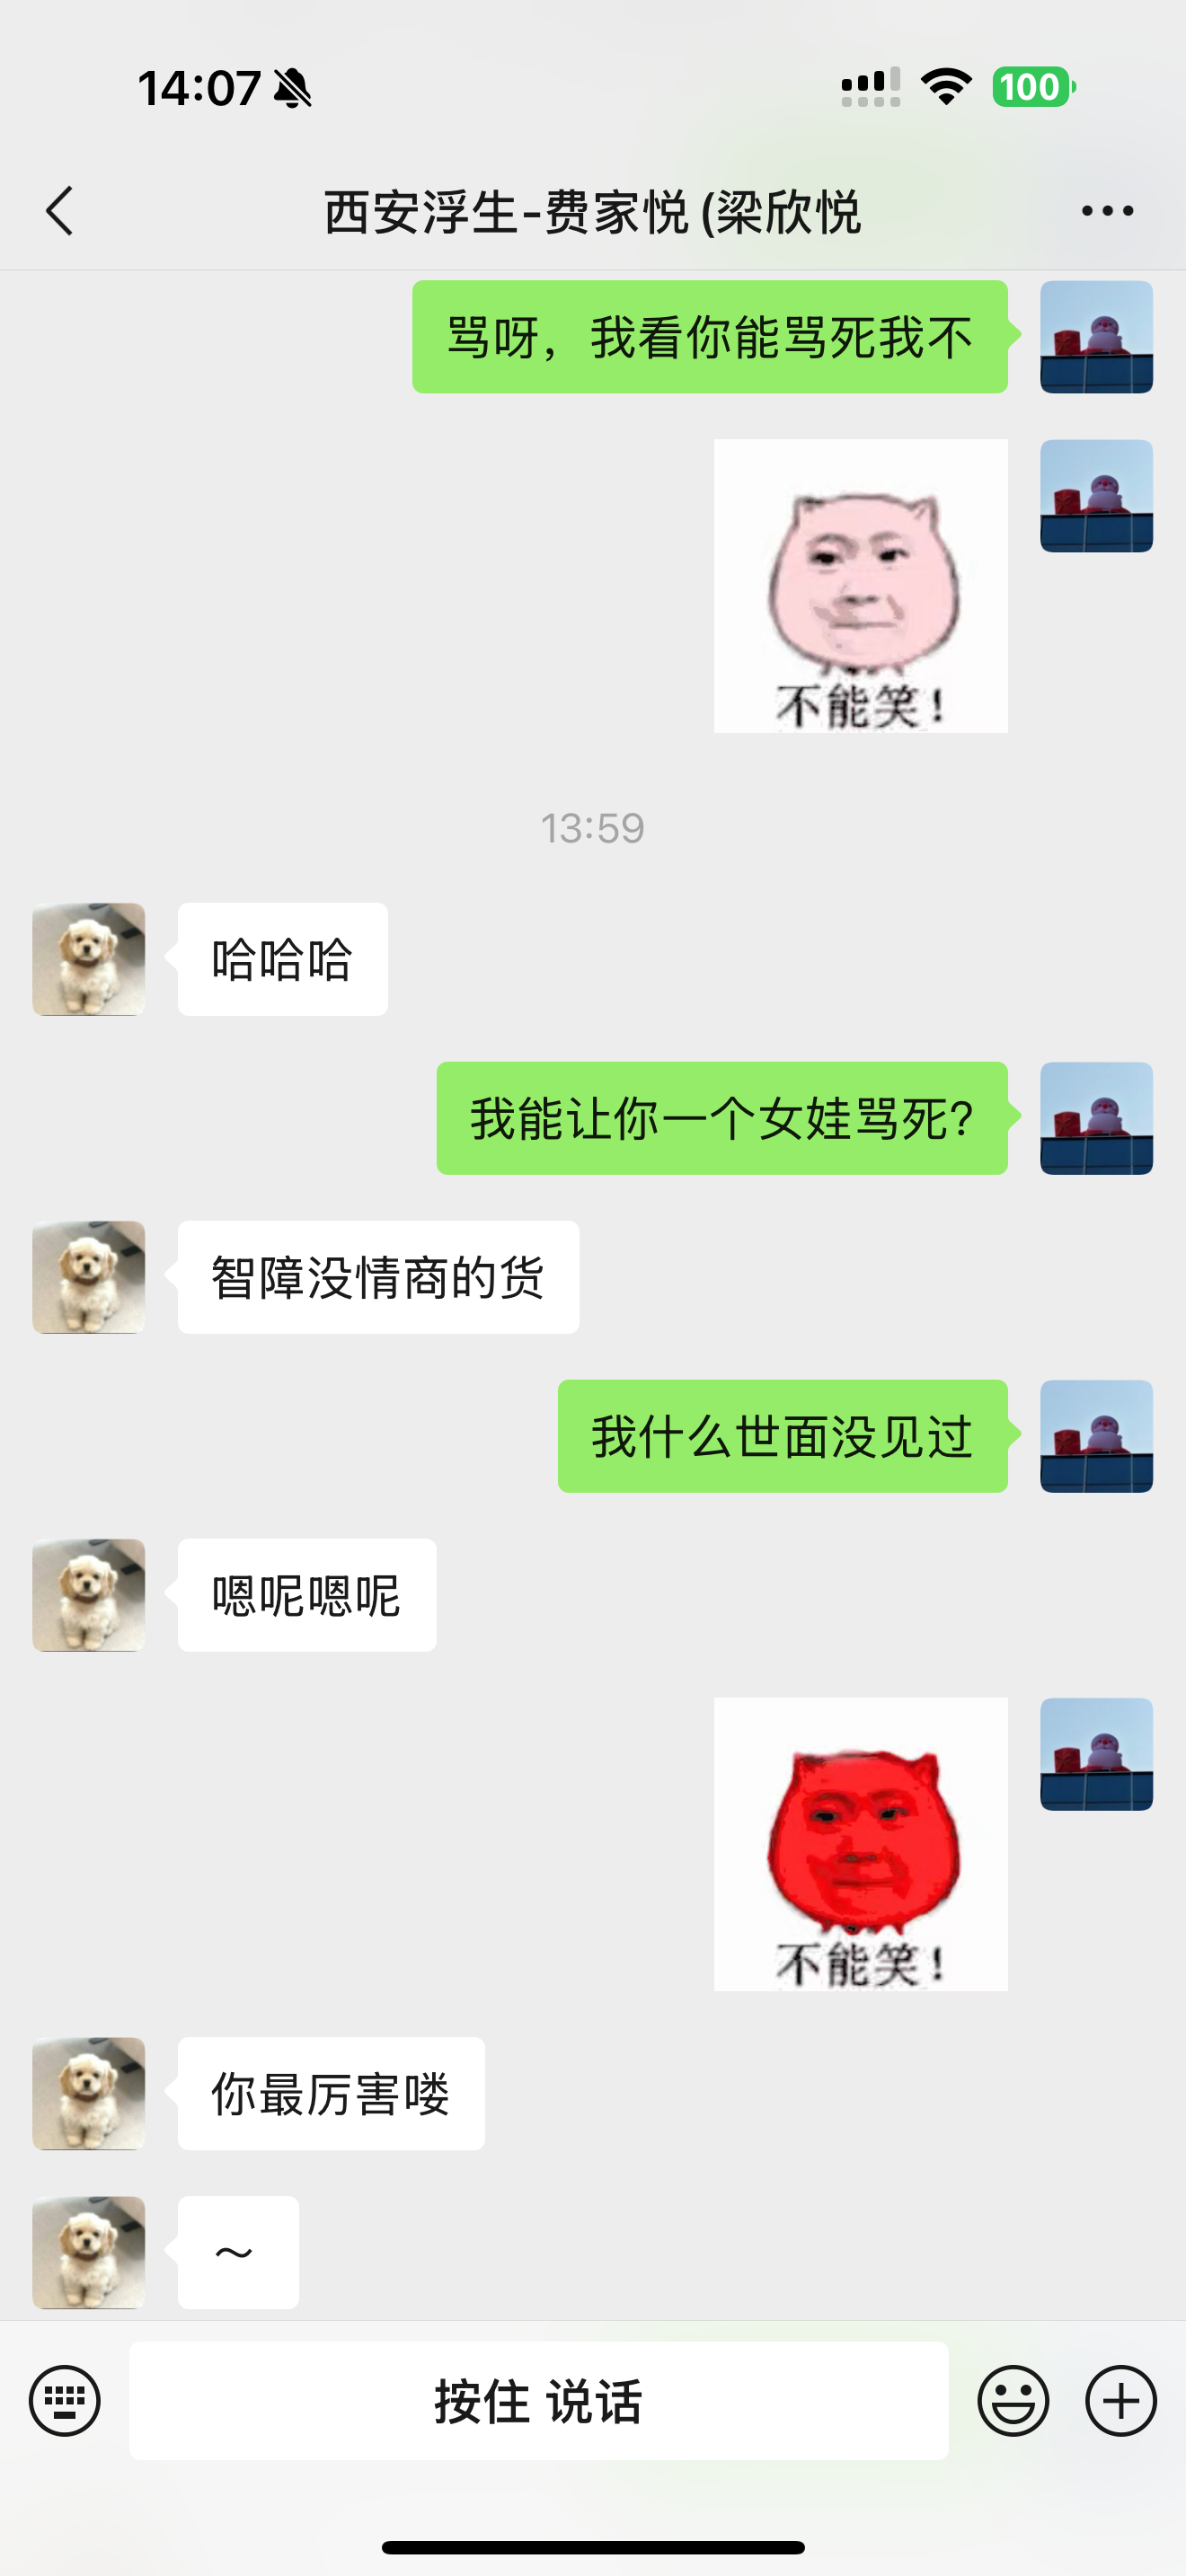 14:07
100
西安浮生-费家悦 (梁欣悦
骂呀，我看你能骂死我不
不能笑！
13:59
哈哈哈
我能让你一个女娃骂死?
智障没情商的货
我什么世面没见过
嗯呢嗯呢
不能笑！
你最厉害喽
～
按住 说话